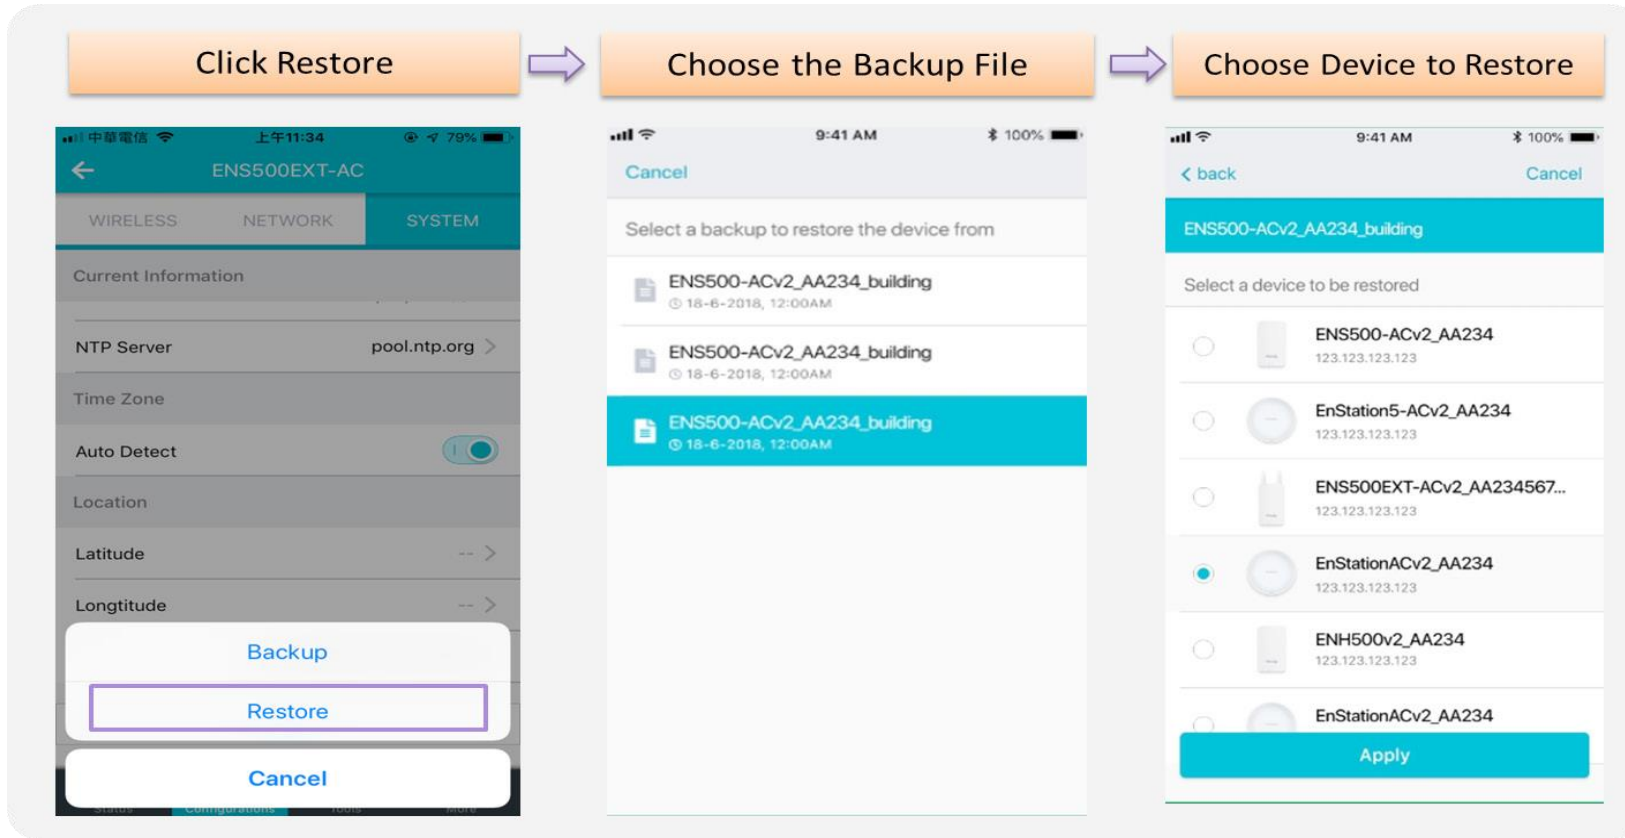 Click Restore
Choose the Backup File
Choose Device to Restore
中華電信 上午11:34 79%
ENS500EXT-AC
WIRELESS NETWORK SYSTEM
Current Information
NTP Server pool.ntp.org
Time Zone
Auto Detect
Location
Latitude --
Longtitude --
Backup
Restore
Cancel
Status Configurations Tools More
9:41 AM 100%
Cancel
Select a backup to restore the device from
ENS500-ACv2_AA234_building
18-6-2018, 12:00AM
ENS500-ACv2_AA234_building
18-6-2018, 12:00AM
ENS500-ACv2_AA234_building
18-6-2018, 12:00AM
9:41 AM 100%
back Cancel
ENS500-ACv2_AA234_building
Select a device to be restored
ENS500-ACv2_AA234
123.123.123.123
EnStation5-ACv2_AA234
123.123.123.123
ENS500EXT-ACv2_AA234567...
123.123.123.123
EnStationACv2_AA234
123.123.123.123
ENH500v2_AA234
123.123.123.123
EnStationACv2_AA234
Apply